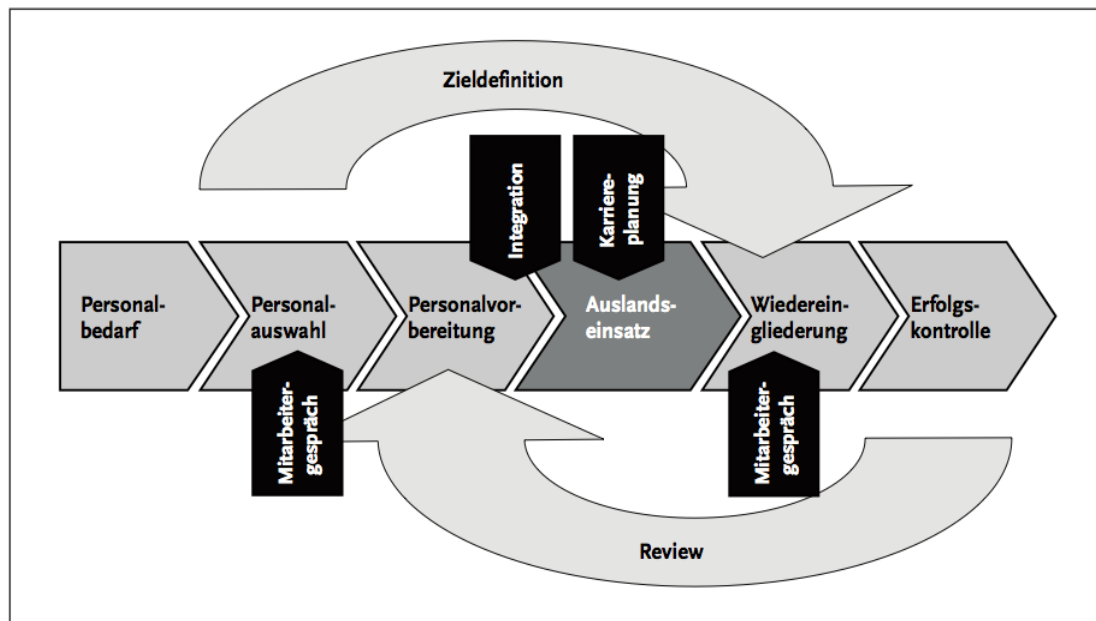 Zieldefinition
Integration
Karriere-
planung
Personal-
bedarf
Personal-
auswahl
Personalvor-
bereitung
Auslands-
einsatz
Wiederein-
gliederung
Erfolgs-
kontrolle
Mitarbeiter-
gespräch
Mitarbeiter-
gespräch
Review